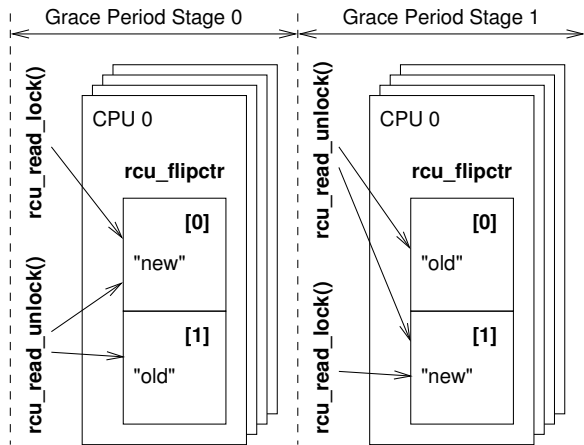 Grace Period Stage 0
Grace Period Stage 1
rcu_read_lock()
rcu_read_unlock()
CPU 0
rcu_flipctr
[0]
"new"
[1]
"old"
rcu_read_unlock()
rcu_read_lock()
CPU 0
rcu_flipctr
[0]
"old"
[1]
"new"